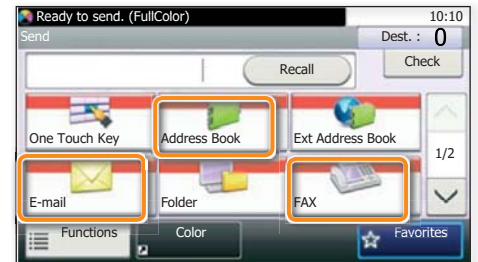 Ready to send. (FullColor) 10:10
Send Dest. : 0
Recall Check
One Touch Key Address Book Ext Address Book
1/2
E-mail Folder FAX
Functions Color Favorites